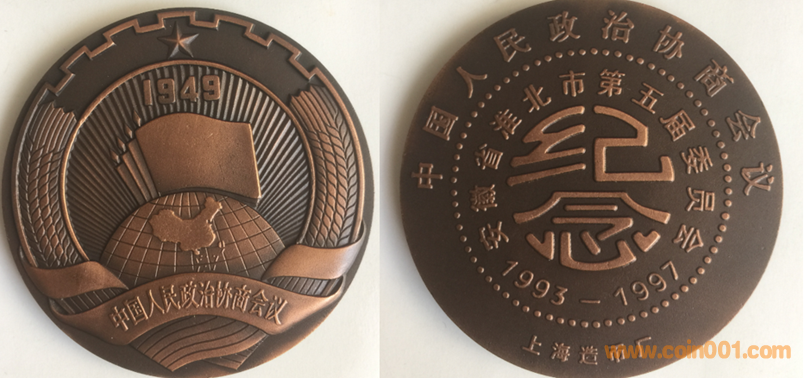 1949
中国人民政治协商会议
中国人民政治协商会议
安徽省淮北市第五届委员会
纪念
1993-1997
上海造币厂
www.coin001.com